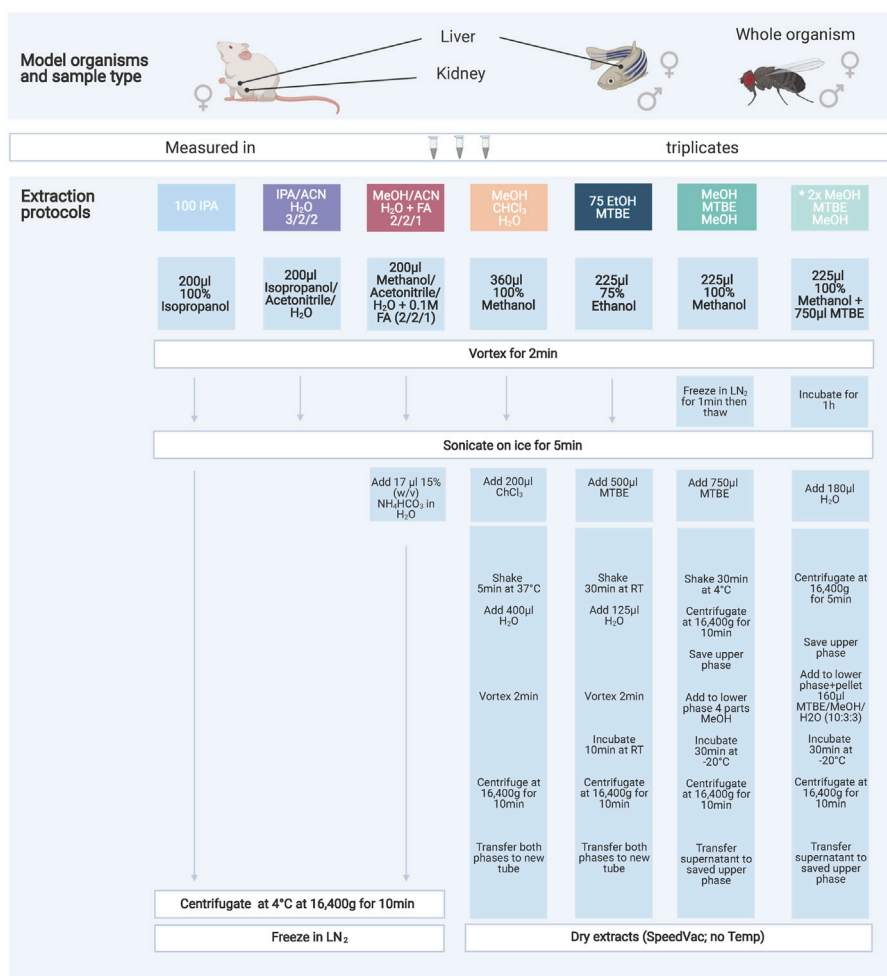 Model organisms
and sample type
Liver
Kidney
Whole organism
♀
♀
♂
♀
♂
Measured in
triplicates
Extraction
protocols
100 IPA
IPA/ACN
H₂O
3/2/2
MeOH/ACN
H₂O + FA
2/2/1
MeOH
CHCl₃
H₂O
75 EtOH
MTBE
MeOH
MTBE
MeOH
* 2x MeOH
MTBE
MeOH
200µl
100%
Isopropanol
200µl
Isopropanol/
Acetonitrile/
H₂O
200µl
Methanol/
Acetonitrile/
H₂O + 0.1M
FA (2/2/1)
360µl
100%
Methanol
225µl
75%
Ethanol
225µl
100%
Methanol
225µl
100%
Methanol +
750µl MTBE
Vortex for 2min
Freeze in LN₂
for 1min then
thaw
Incubate for
1h
Sonicate on ice for 5min
Add 17 µl 15%
(w/v)
NH₄HCO₃ in
H₂O
Add 200µl
ChCl₃
Add 500µl
MTBE
Add 750µl
MTBE
Add 180µl
H₂O
Shake
5min at 37°C
Add 400µl
H₂O
Vortex 2min
Centrifuge at
16,400g for
10min
Transfer both
phases to new
tube
Shake
30min at RT
Add 125µl
H₂O
Vortex 2min
Incubate
10min at RT
Centrifugate
at 16,400g for
10min
Transfer both
phases to new
tube
Shake 30min
at 4°C
Centrifugate
at 16,400g for
10min
Save upper
phase
Add to lower
phase 4 parts
MeOH
Incubate
30min at
-20°C
Centrifugate
at 16,400g for
10min
Transfer
supernatant to
saved upper
phase
Centrifugate at
16,400g
for 5min
Save upper
phase
Add to lower
phase+pellet
160µl
MTBE/MeOH/
H2O (10:3:3)
Incubate
30min at
-20°C
Centrifugate at
16,400g for
10min
Transfer
supernatant to
saved upper
phase
Centrifugate at 4°C at 16,400g for 10min
Freeze in LN₂
Dry extracts (SpeedVac; no Temp)